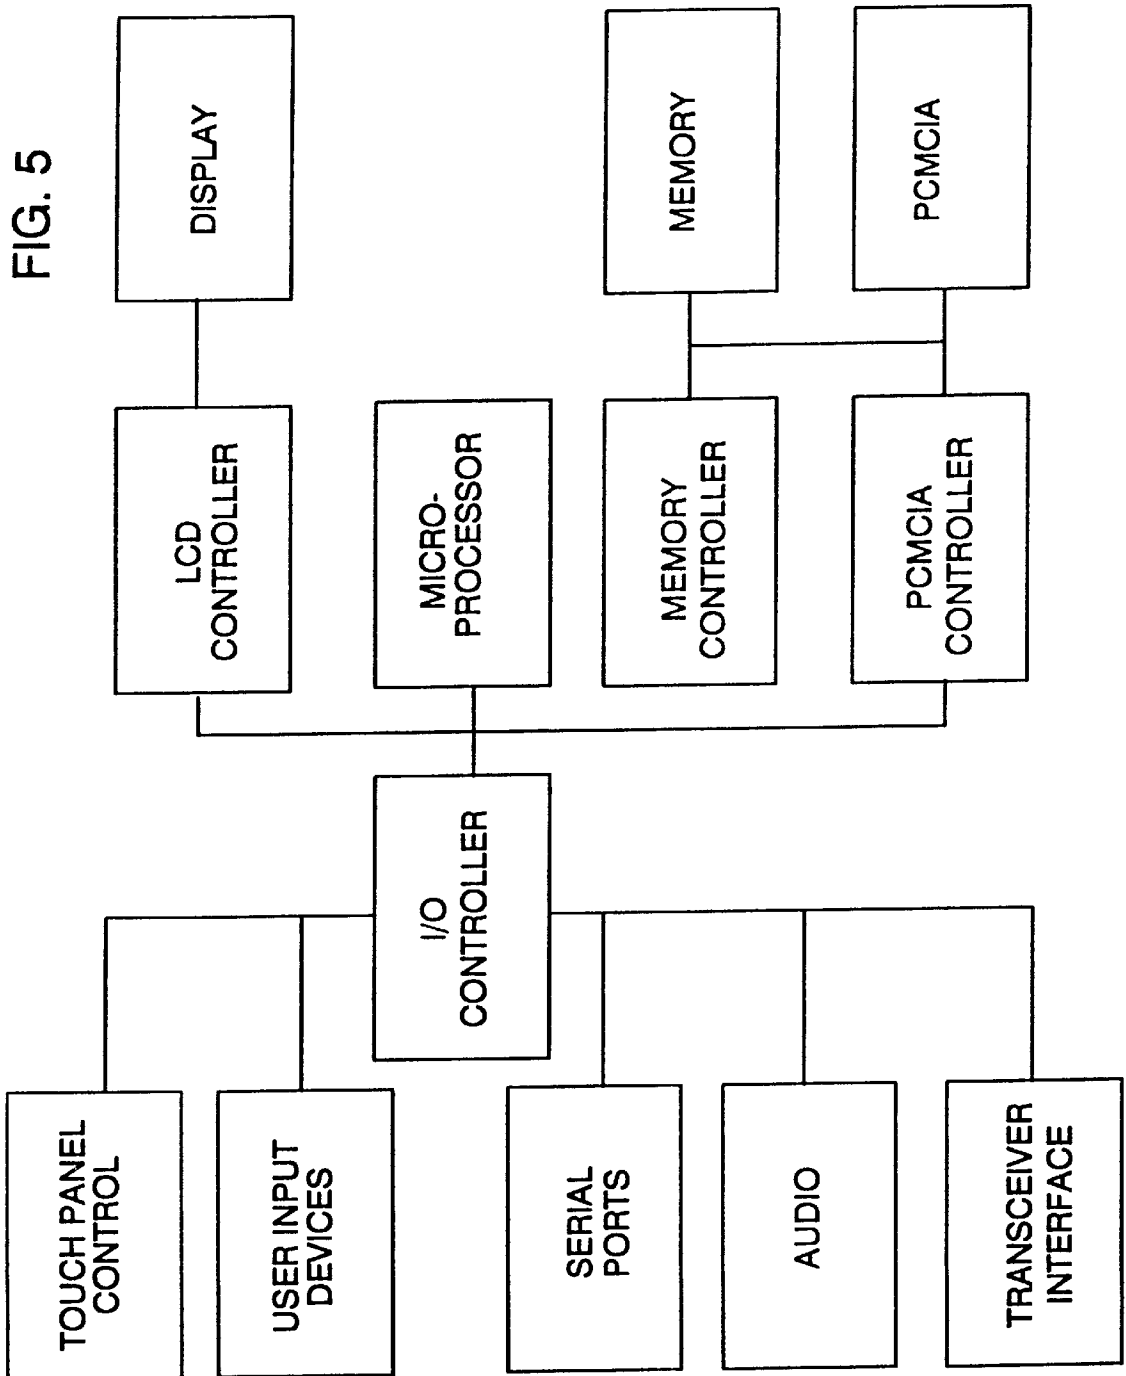 FIG. 5
TOUCH PANEL
CONTROL
USER INPUT
DEVICES
SERIAL
PORTS
AUDIO
TRANSCEIVER
INTERFACE
I/O
CONTROLLER
LCD
CONTROLLER
MICRO-
PROCESSOR
MEMORY
CONTROLLER
PCMCIA
CONTROLLER
DISPLAY
MEMORY
PCMCIA